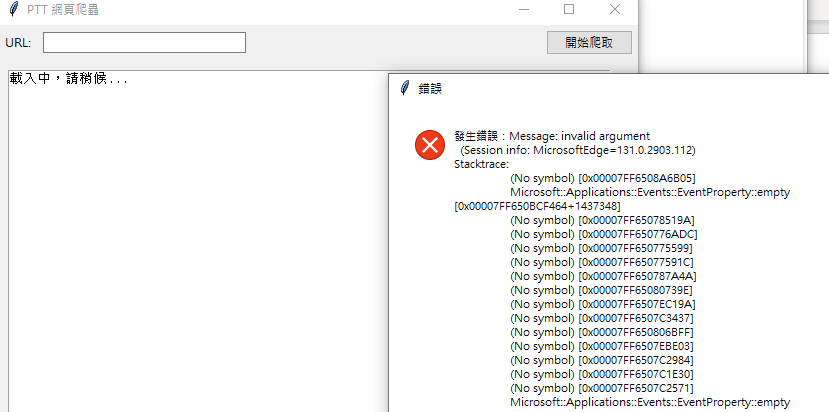 PTT 網頁爬蟲
URL:
開始爬取
載入中，請稍候...
錯誤
發生錯誤：Message: invalid argument
(Session info: MicrosoftEdge=131.0.2903.112)
Stacktrace:
(No symbol) [0x00007FF6508A6B05]
Microsoft::Applications::Events::EventProperty::empty
[0x00007FF650BCF464+1437348]
(No symbol) [0x00007FF65078519A]
(No symbol) [0x00007FF650776ADC]
(No symbol) [0x00007FF650775599]
(No symbol) [0x00007FF65077591C]
(No symbol) [0x00007FF650787A4A]
(No symbol) [0x00007FF65080739E]
(No symbol) [0x00007FF6507EC19A]
(No symbol) [0x00007FF6507C3437]
(No symbol) [0x00007FF650806BFF]
(No symbol) [0x00007FF6507EBE03]
(No symbol) [0x00007FF6507C2984]
(No symbol) [0x00007FF6507C1E30]
(No symbol) [0x00007FF6507C2571]
Microsoft::Applications::Events::EventProperty::empty